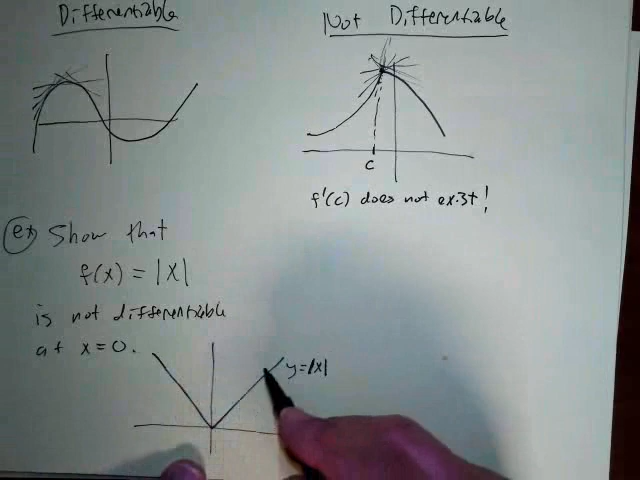 Differentiable
Not Differentiable
c
f'(c) does not exist!
ex Show that
f(x) = |x|
is not differentiable
at x=0.
y=|x|